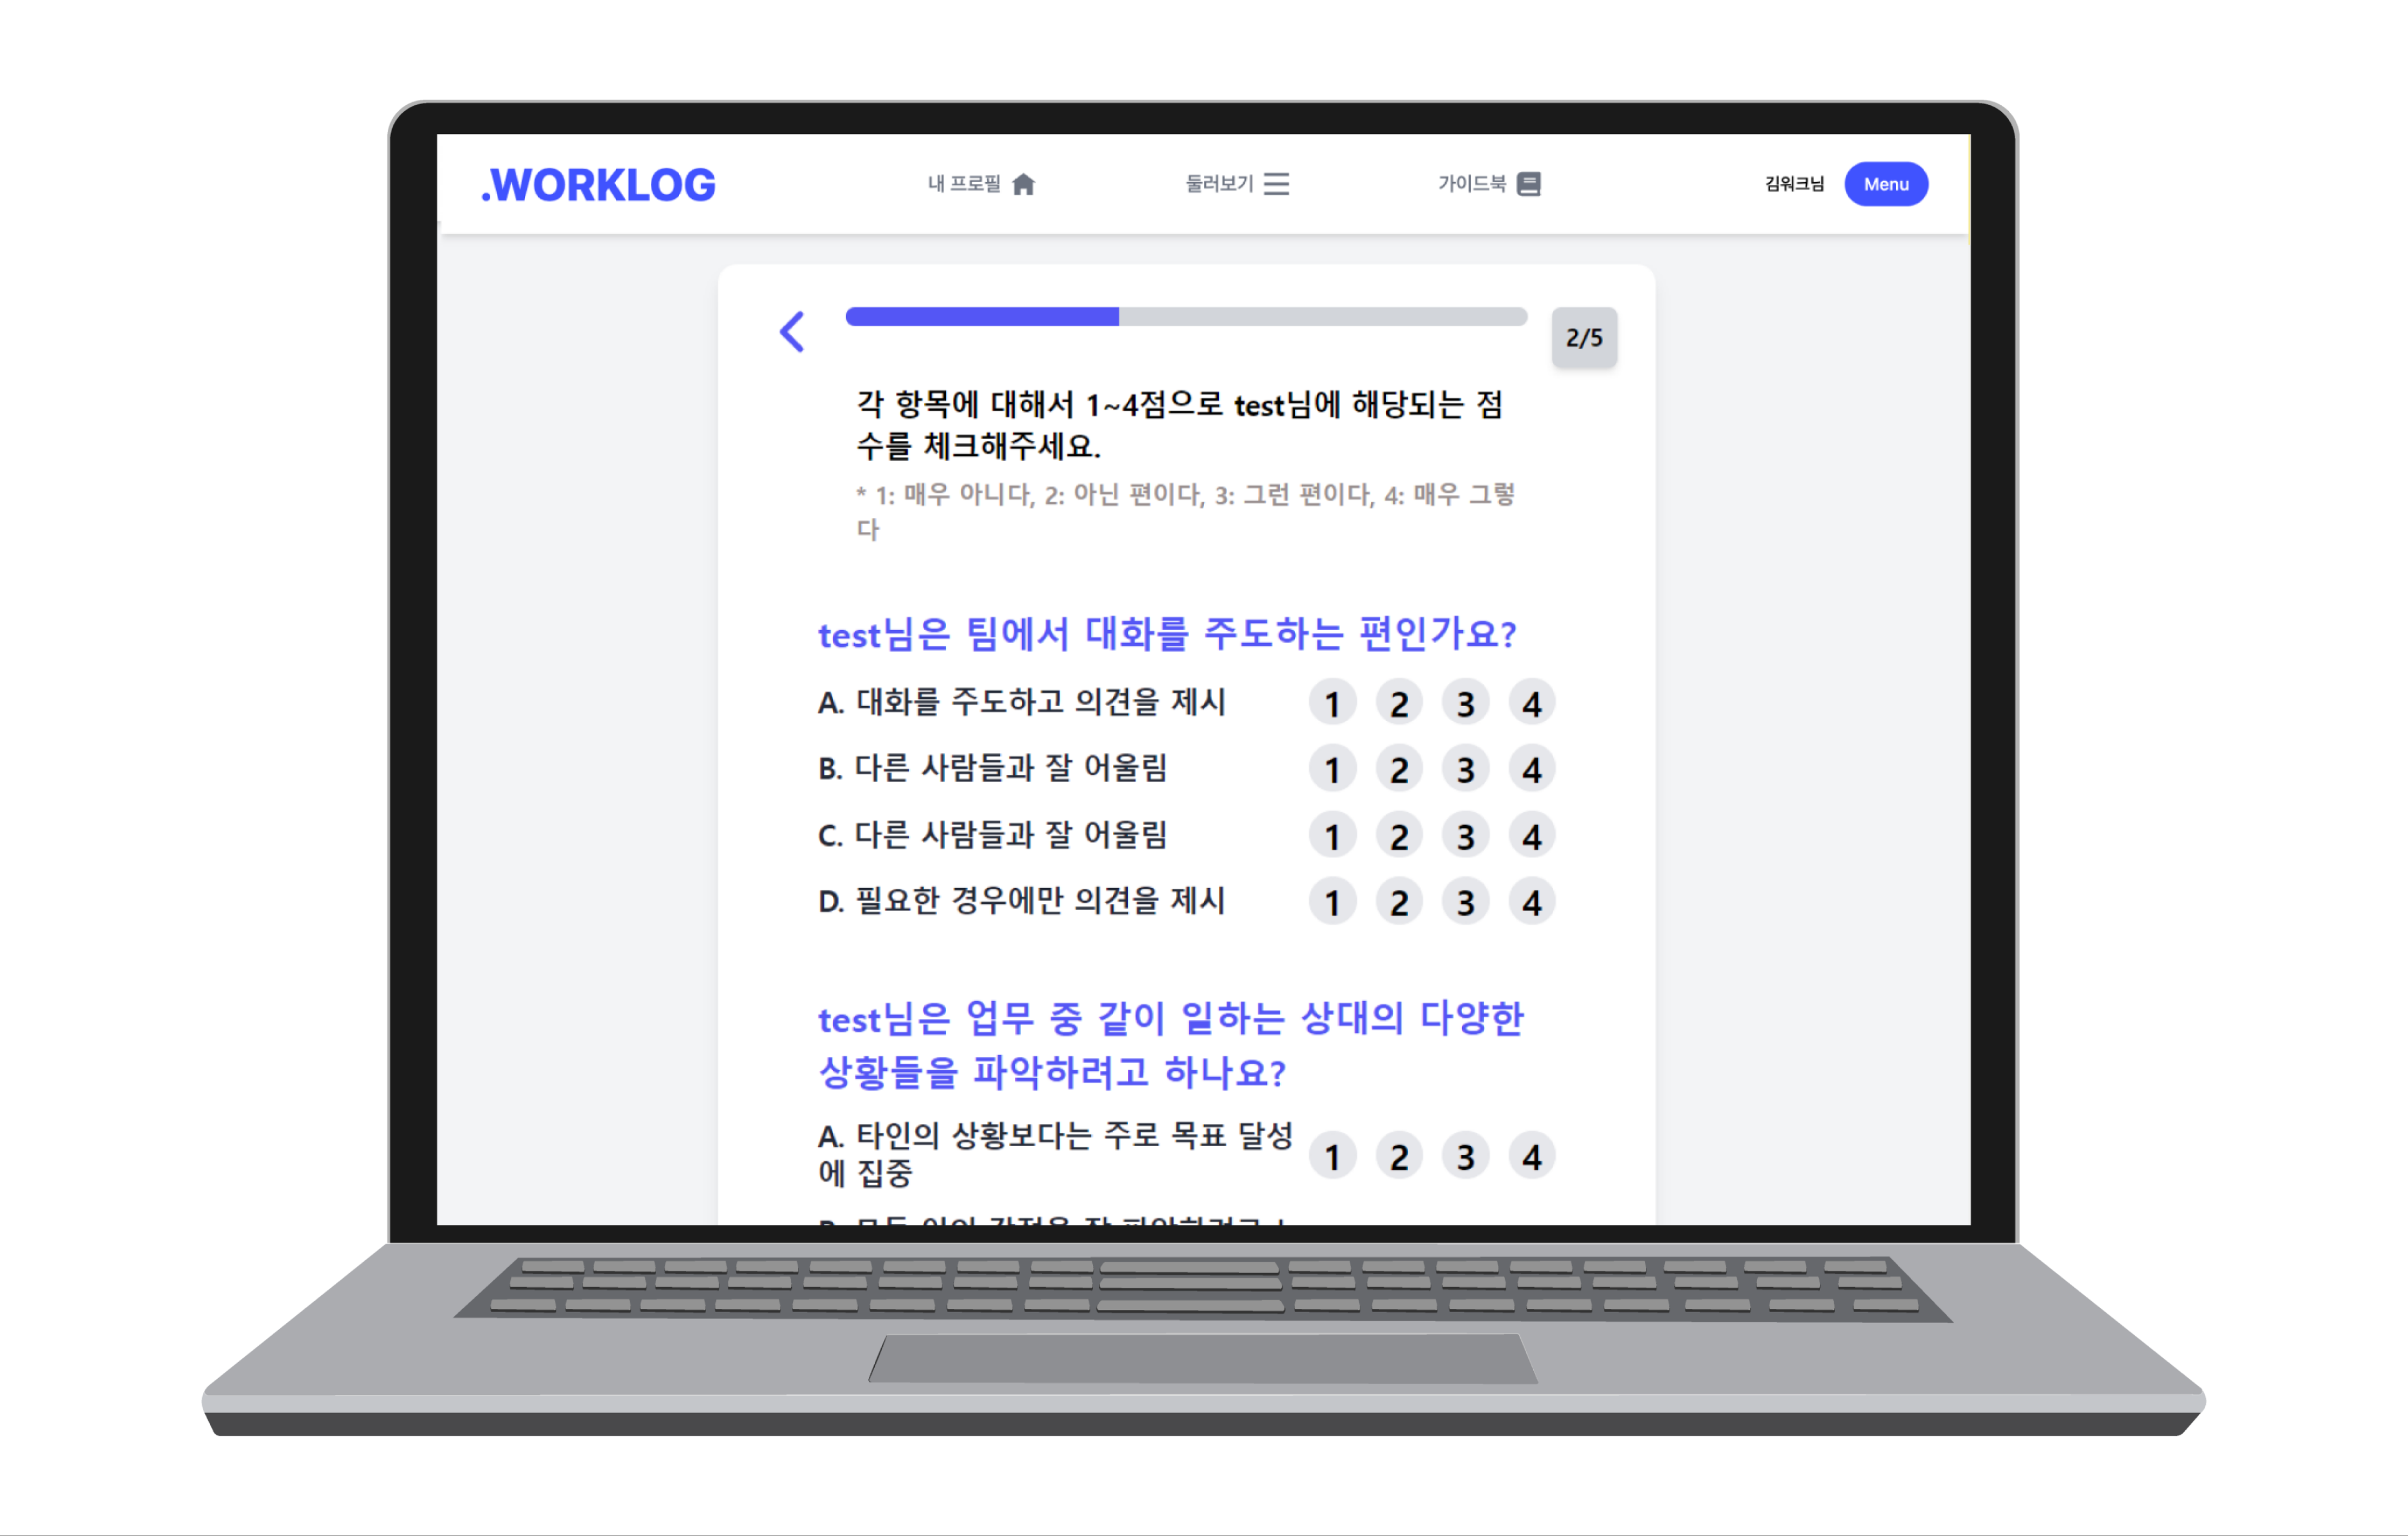 .WORKLOG
내 프로필
둘러보기
가이드북
김워크님
Menu
2/5
각 항목에 대해서 1~4점으로 test님에 해당되는 점
수를 체크해주세요.
* 1: 매우 아니다, 2: 아닌 편이다, 3: 그런 편이다, 4: 매우 그렇
다
test님은 팀에서 대화를 주도하는 편인가요?
A. 대화를 주도하고 의견을 제시 1 2 3 4
B. 다른 사람들과 잘 어울림 1 2 3 4
C. 다른 사람들과 잘 어울림 1 2 3 4
D. 필요한 경우에만 의견을 제시 1 2 3 4
test님은 업무 중 같이 일하는 상대의 다양한
상황들을 파악하려고 하나요?
A. 타인의 상황보다는 주로 목표 달성
에 집중 1 2 3 4